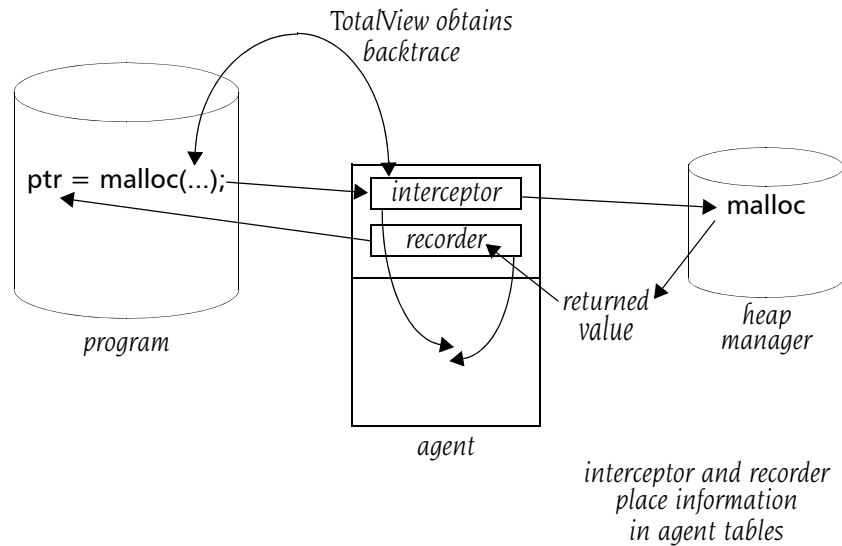 TotalView obtains
backtrace
ptr = malloc(...);
interceptor
malloc
recorder
returned
value
program
heap
manager
agent
interceptor and recorder
place information
in agent tables